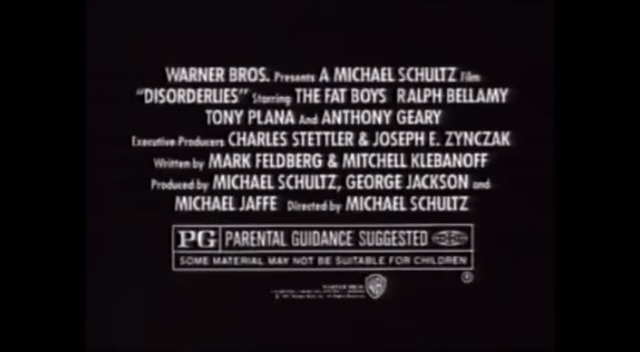 WARNER BROS. Presents A MICHAEL SCHULTZ Film
"DISORDERLIES" Starring THE FAT BOYS RALPH BELLAMY
TONY PLANA And ANTHONY GEARY
Executive Producers CHARLES STETTLER & JOSEPH E. ZYNCZAK
Written by MARK FELDBERG & MITCHELL KLEBANOFF
Produced by MICHAEL SCHULTZ, GEORGE JACKSON and
MICHAEL JAFFE Directed by MICHAEL SCHULTZ
PG PARENTAL GUIDANCE SUGGESTED
SOME MATERIAL MAY NOT BE SUITABLE FOR CHILDREN
WARNER BROS.